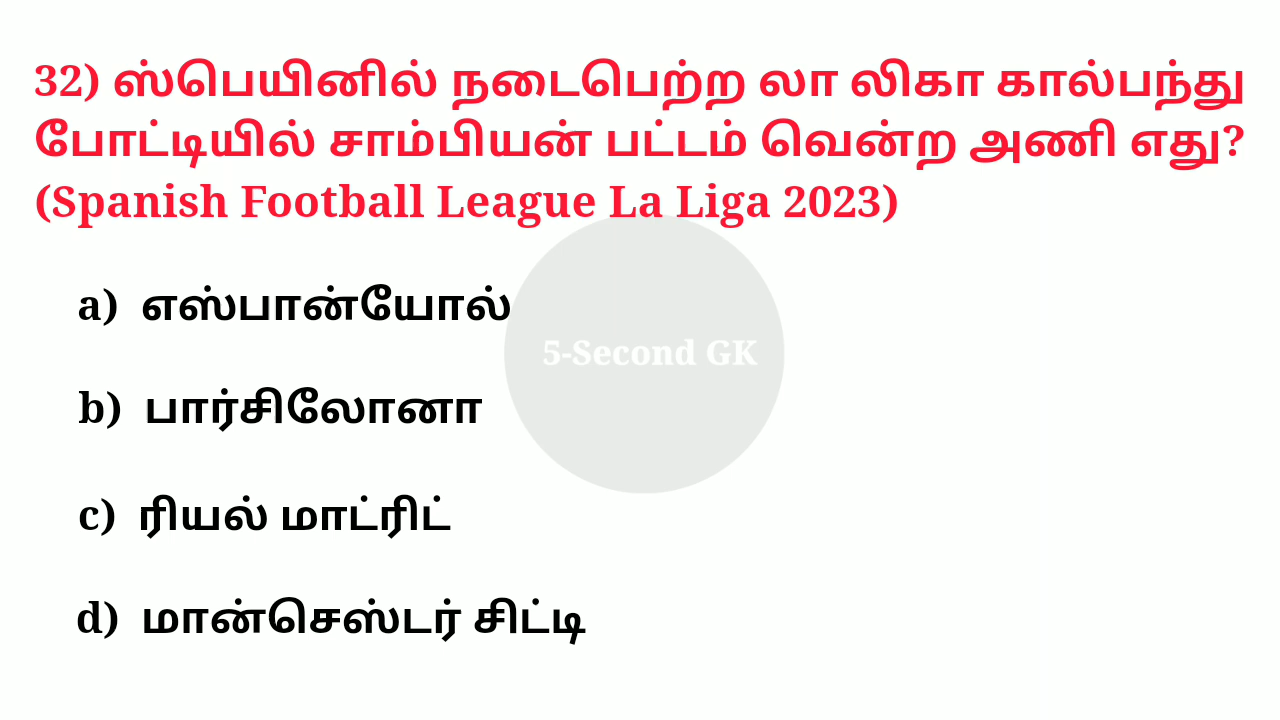 32) ஸ்பெயினில் நடைபெற்ற லா லிகா கால்பந்து
போட்டியில் சாம்பியன் பட்டம் வென்ற அணி எது?
(Spanish Football League La Liga 2023)
a) எஸ்பான்யோல்
5-Second GK
b) பார்சிலோனா
c) ரியல் மாட்ரிட்
d) மான்செஸ்டர் சிட்டி